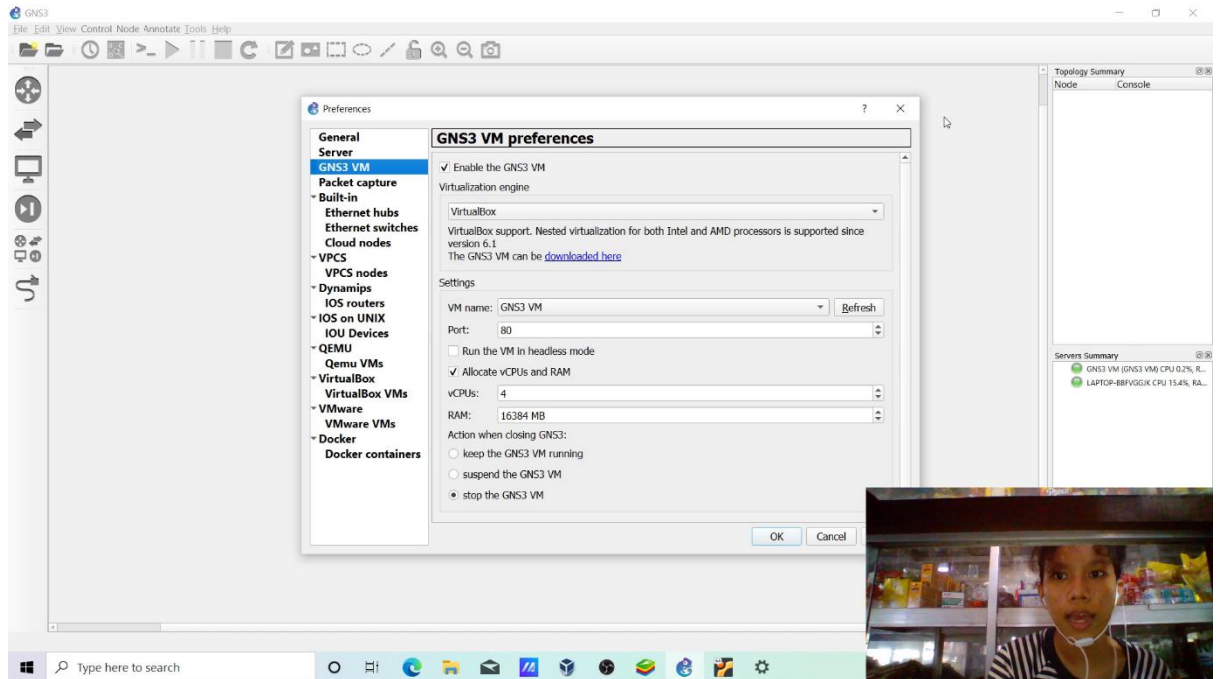 GNS3
File Edit View Control Node Annotate Tools Help
Topology Summary
Node Console
Preferences
? 
General
Server
GNS3 VM
Packet capture
Built-in
Ethernet hubs
Ethernet switches
Cloud nodes
VPCS
VPCS nodes
Dynamips
IOS routers
IOS on UNIX
IOU Devices
QEMU
Qemu VMs
VirtualBox
VirtualBox VMs
VMware
VMware VMs
Docker
Docker containers
GNS3 VM preferences
Enable the GNS3 VM
Virtualization engine
VirtualBox
VirtualBox support. Nested virtualization for both Intel and AMD processors is supported since
version 6.1
The GNS3 VM can be downloaded here
Settings
VM name: GNS3 VM Refresh
Port: 80
Run the VM in headless mode
Allocate vCPUs and RAM
vCPUs: 4
RAM: 16384 MB
Action when closing GNS3:
keep the GNS3 VM running
suspend the GNS3 VM
stop the GNS3 VM
OK Cancel
Servers Summary
GNS3 VM (GNS3 VM) CPU 0.2%, R...
LAPTOP-BBFVGGJK CPU 15.4%, RA...
Type here to search